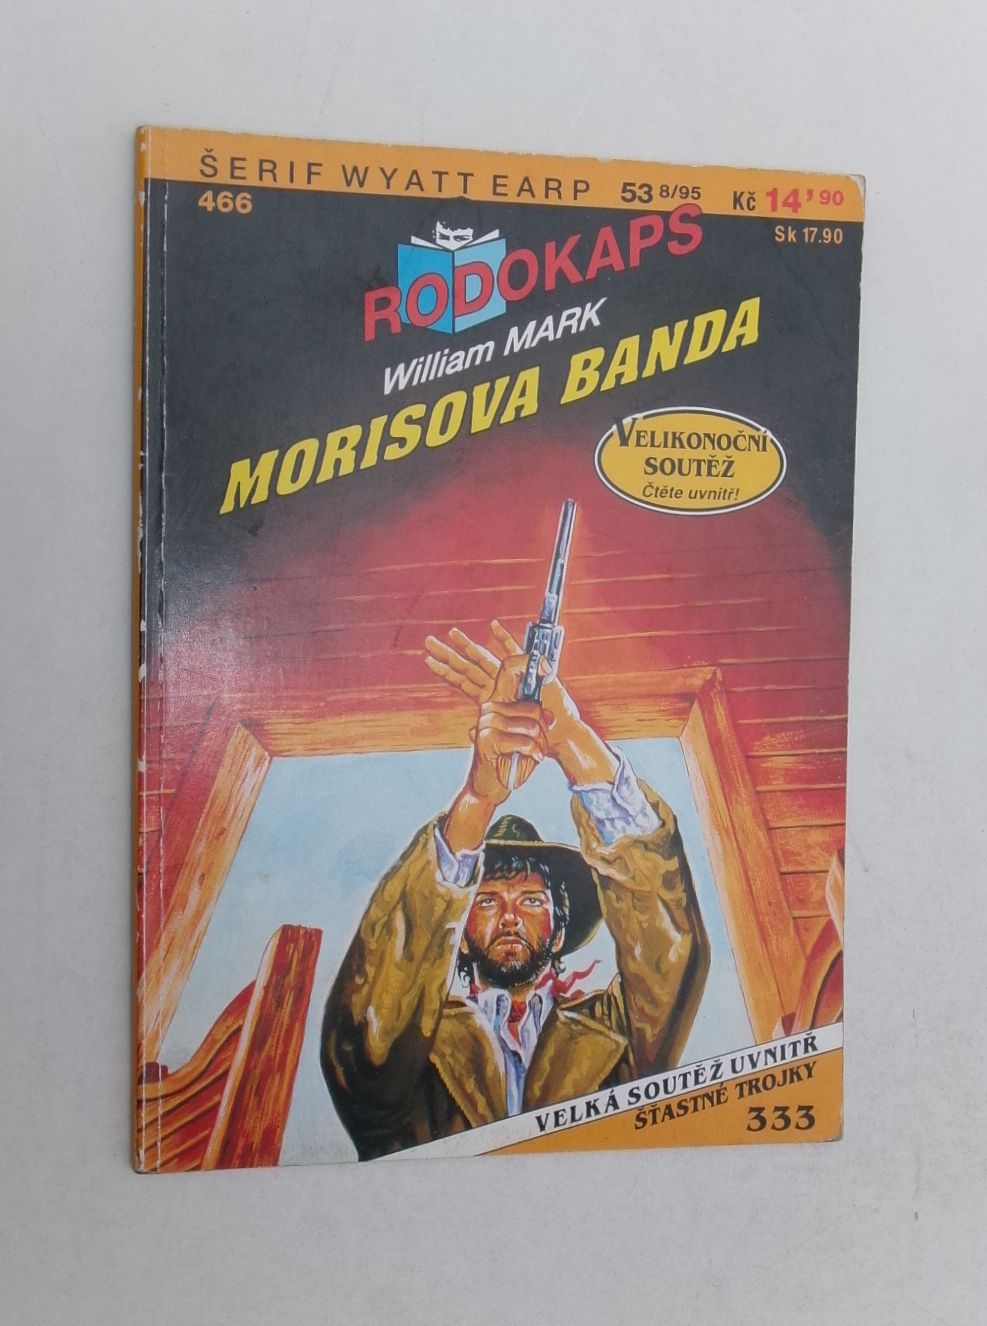 ŠERIF WYATT EARP 53 8/95 Kč 14'90
466
Sk 17.90
RODOKAPS
William MARK
MORISOVA BANDA
VELIKONOČNÍ
SOUTĚŽ
Čtěte uvnitř!
VELKÁ SOUTĚŽ UVNITŘ
ŠŤASTNÉ TROJKY
333